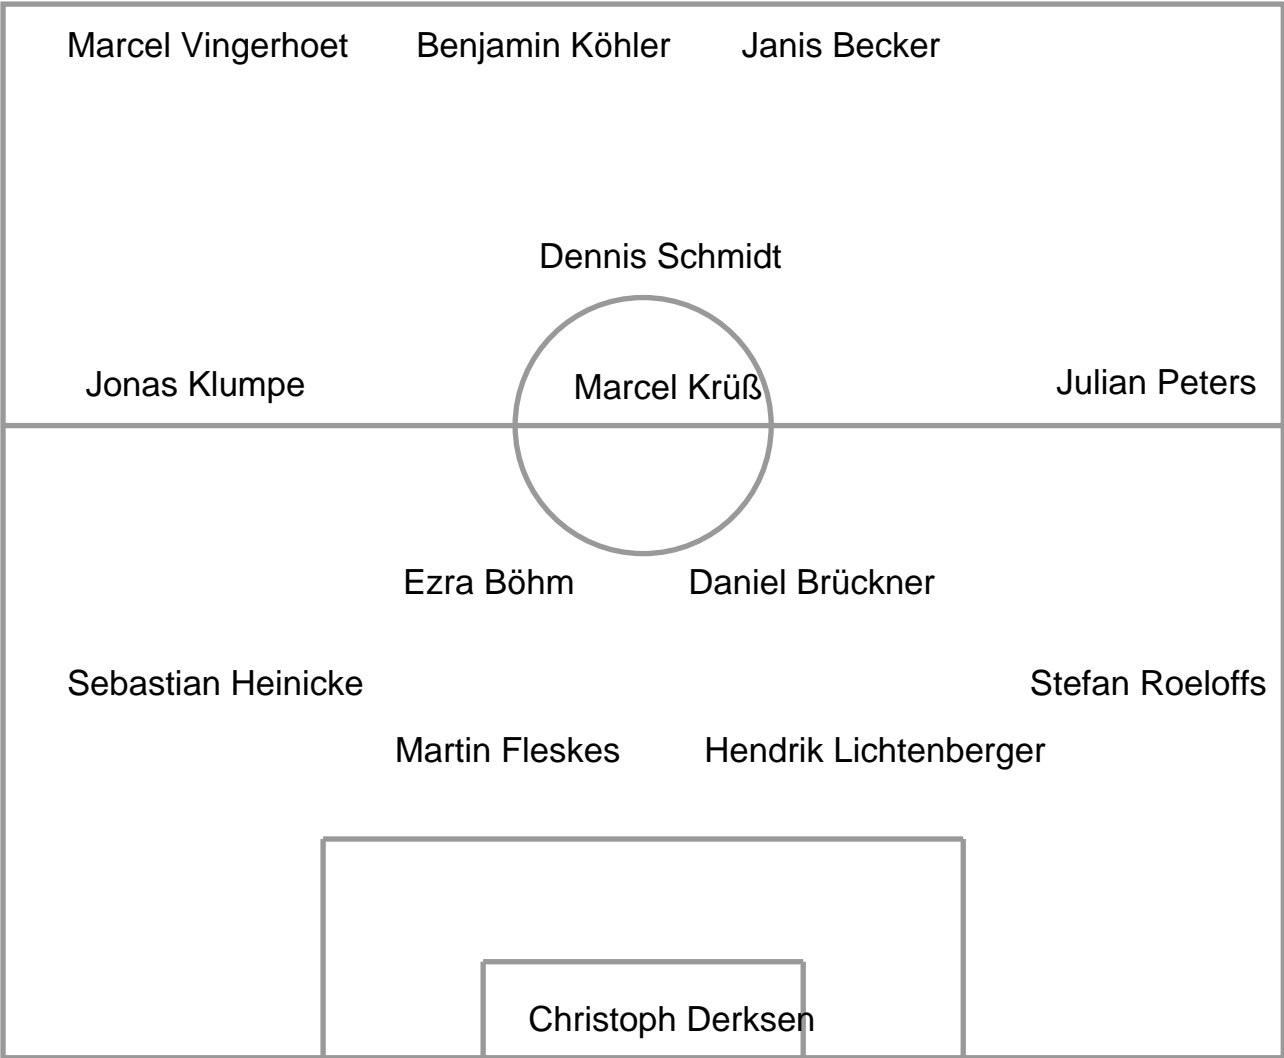 Marcel Vingerhoet Benjamin Köhler Janis Becker
Dennis Schmidt
Jonas Klumpe Marcel Krüß Julian Peters
Ezra Böhm Daniel Brückner
Sebastian Heinicke Stefan Roeloffs
Martin Fleskes Hendrik Lichtenberger
Christoph Derksen